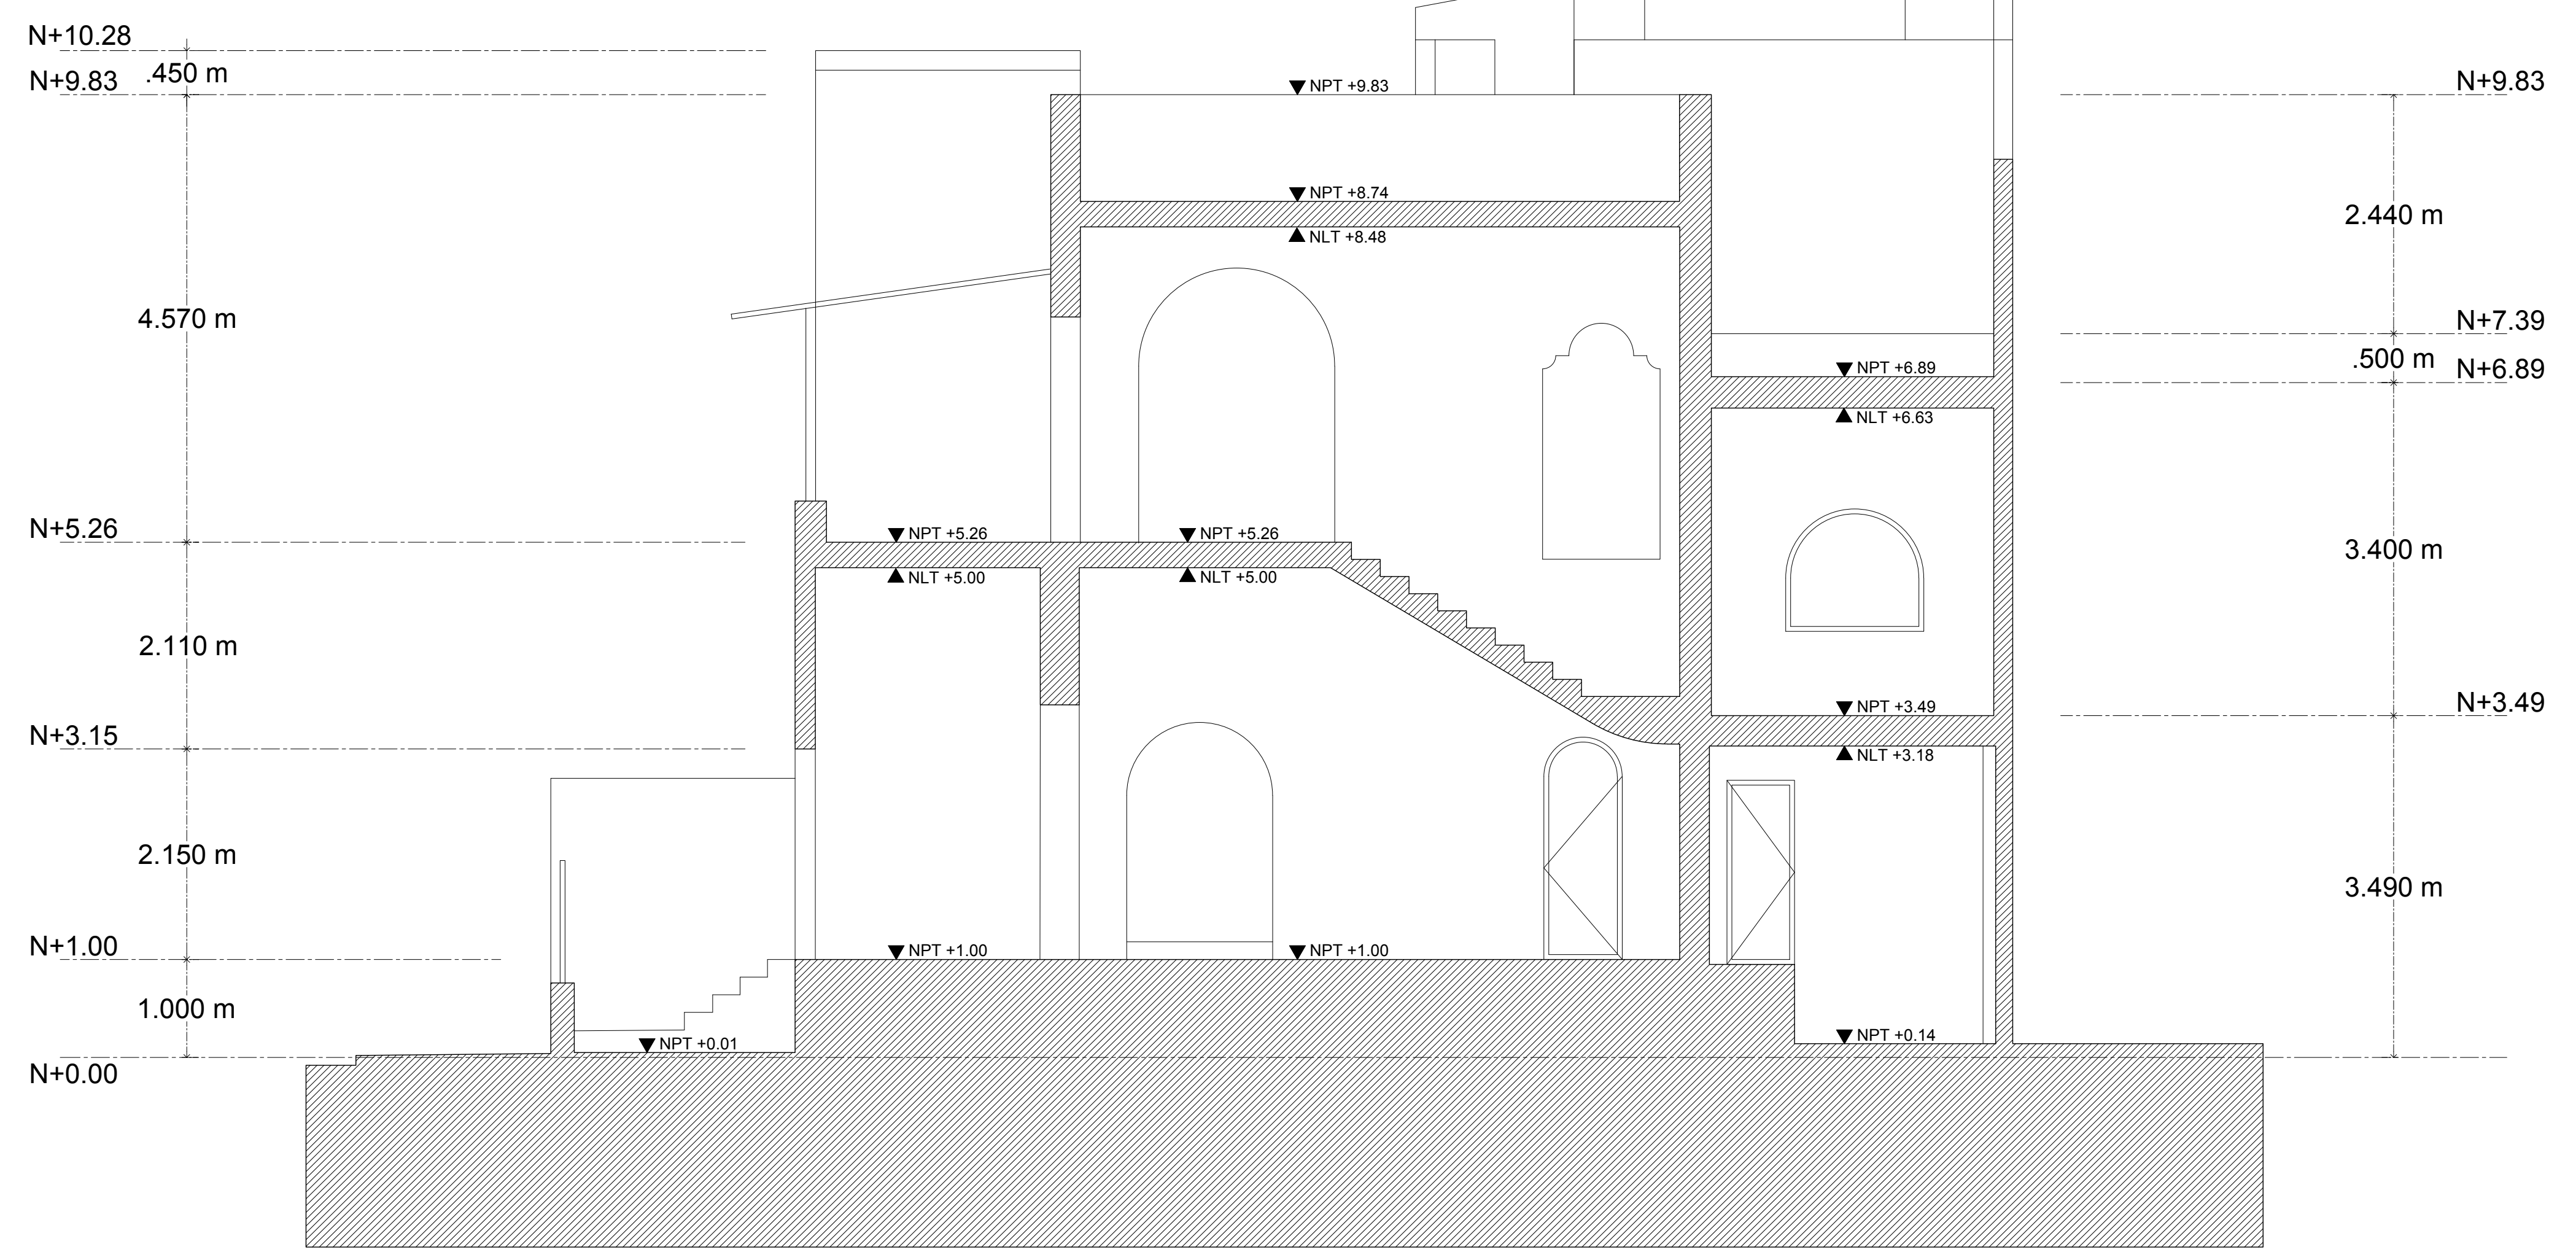 N+10.28
.450 m
N+9.83
NPT +9.83
N+9.83
NPT +8.74
2.440 m
NLT +8.48
4.570 m
N+7.39
.500 m
NPT +6.89
N+6.89
NLT +6.63
N+5.26
NPT +5.26
NPT +5.26
3.400 m
NLT +5.00
NLT +5.00
2.110 m
NPT +3.49
N+3.49
N+3.15
NLT +3.18
2.150 m
3.490 m
N+1.00
NPT +1.00
NPT +1.00
1.000 m
NPT +0.01
NPT +0.14
N+0.00